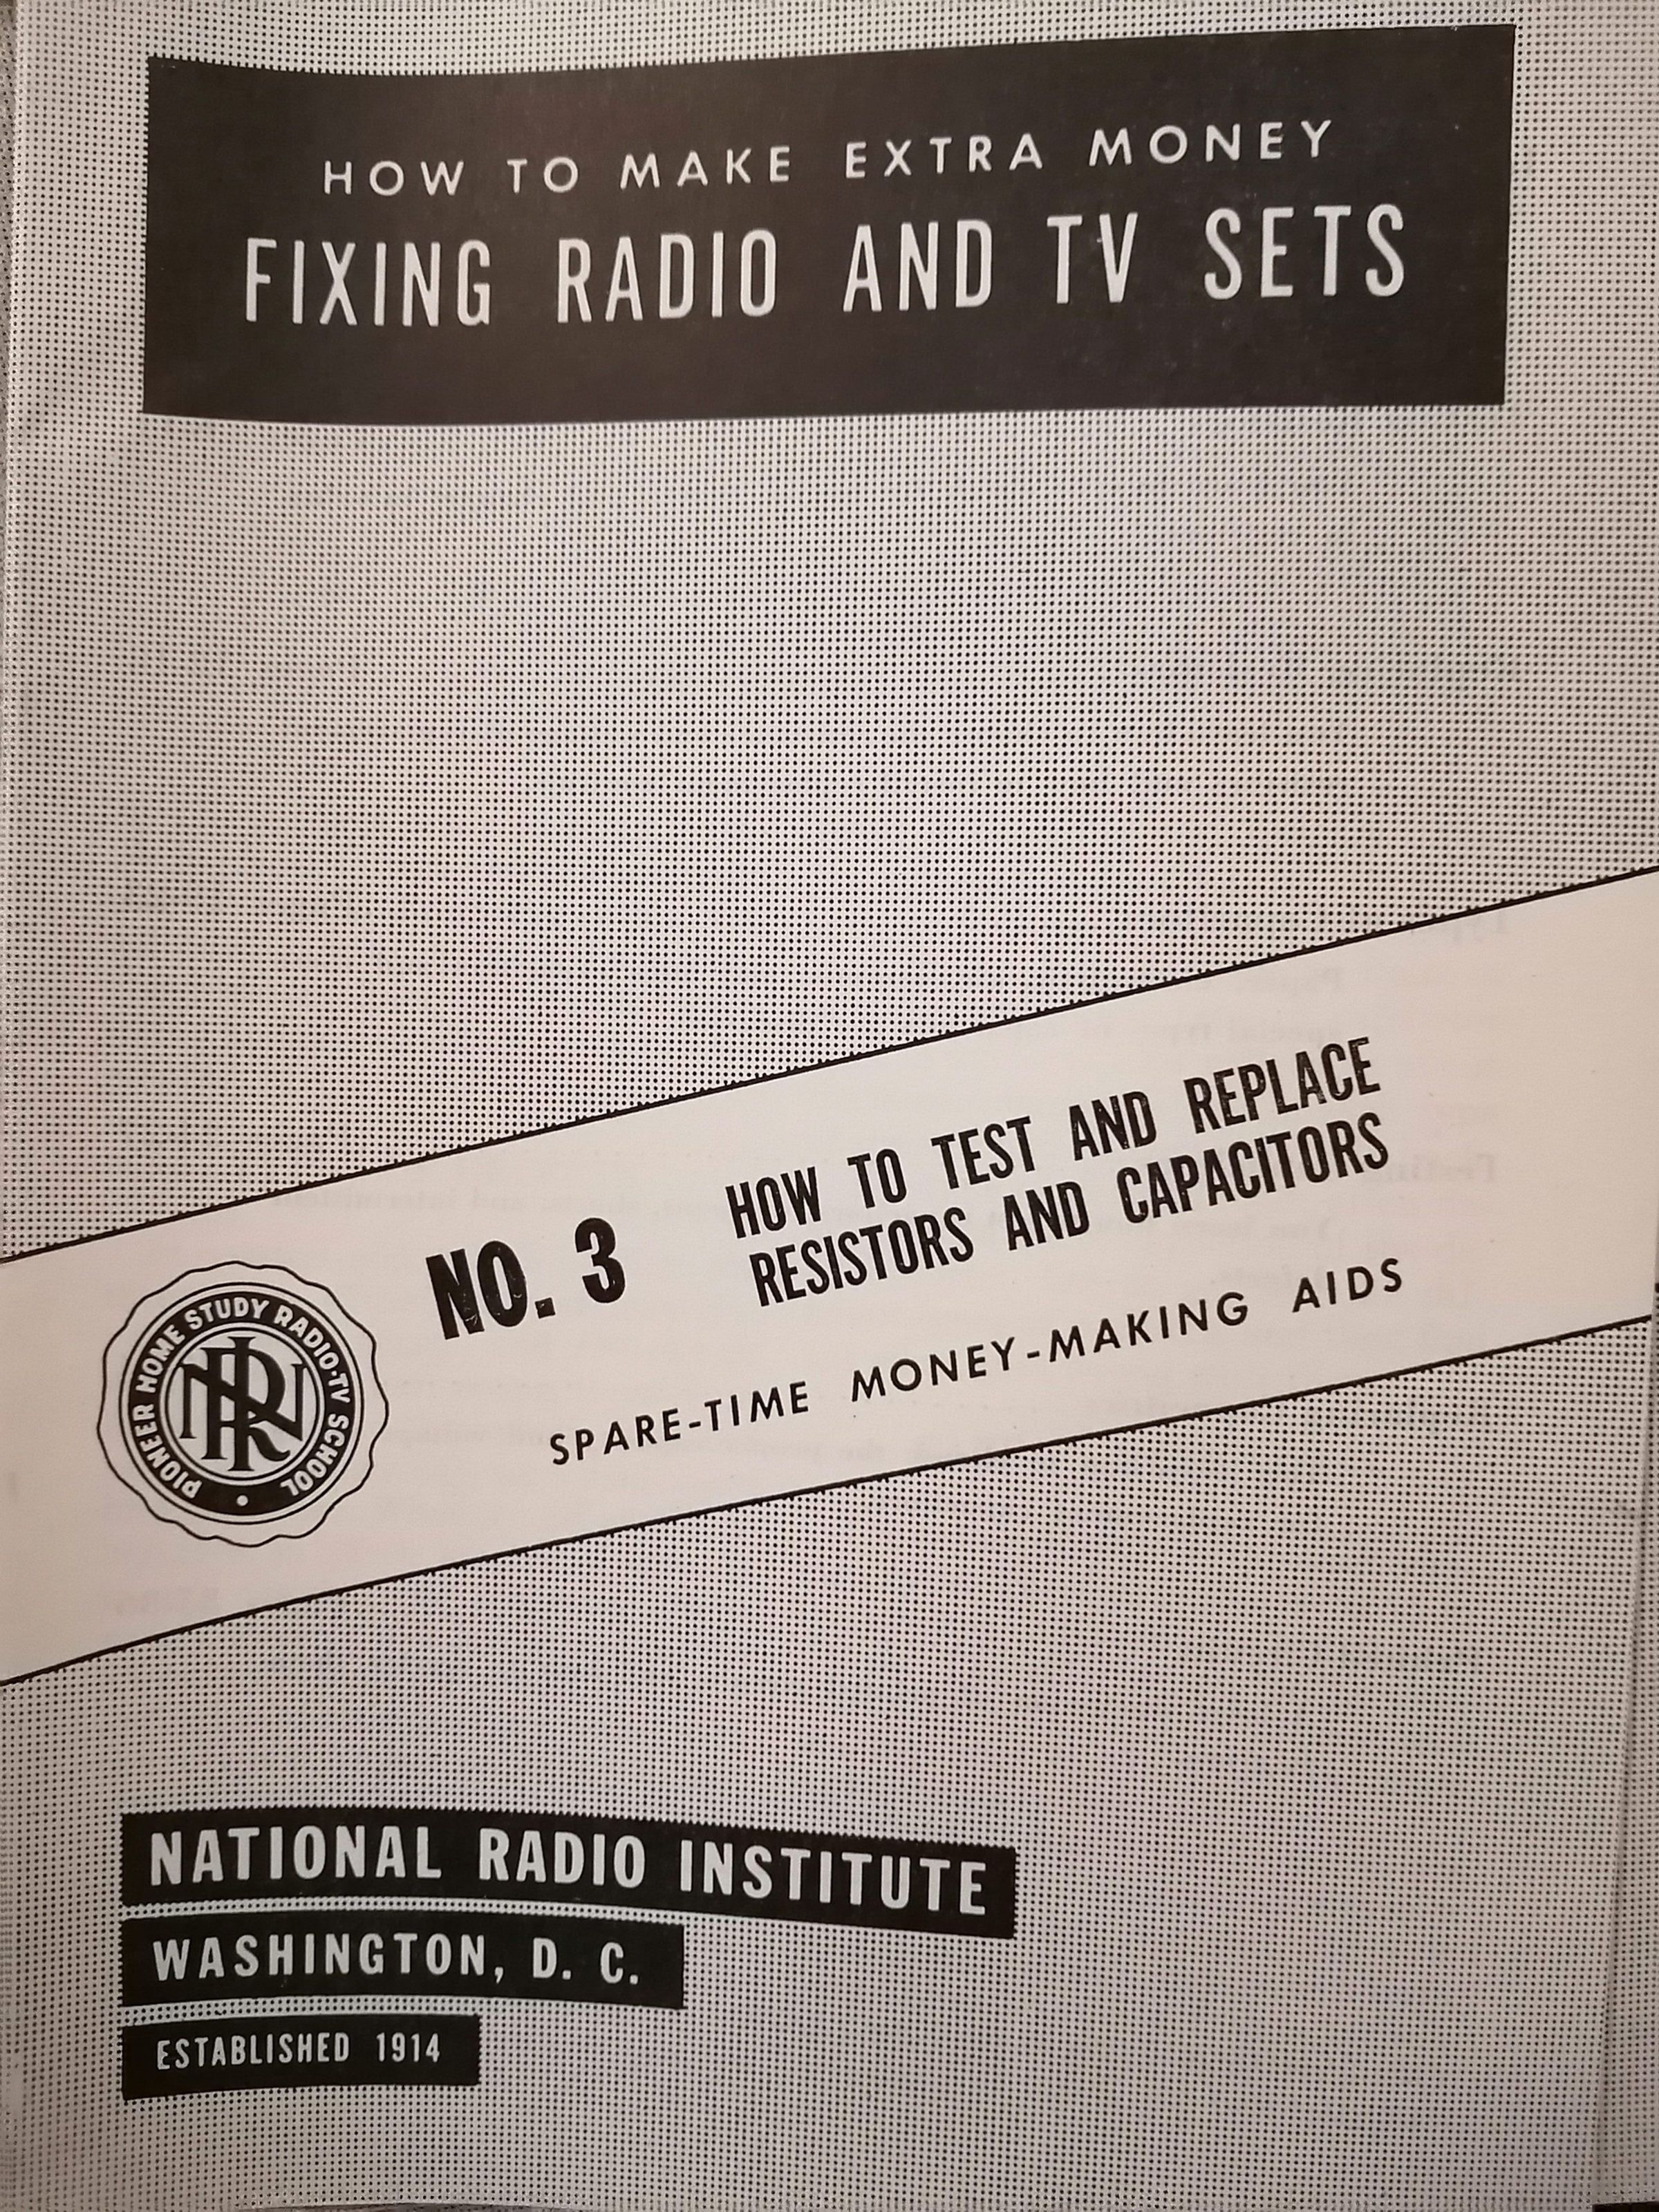 HOW TO MAKE EXTRA MONEY
FIXING RADIO AND TV SETS
NO. 3
HOW TO TEST AND REPLACE
RESISTORS AND CAPACITORS
SPARE-TIME MONEY-MAKING AIDS
PIONEER HOME STUDY RADIO-TV SCHOOL
NRI
NATIONAL RADIO INSTITUTE
WASHINGTON, D. C.
ESTABLISHED 1914